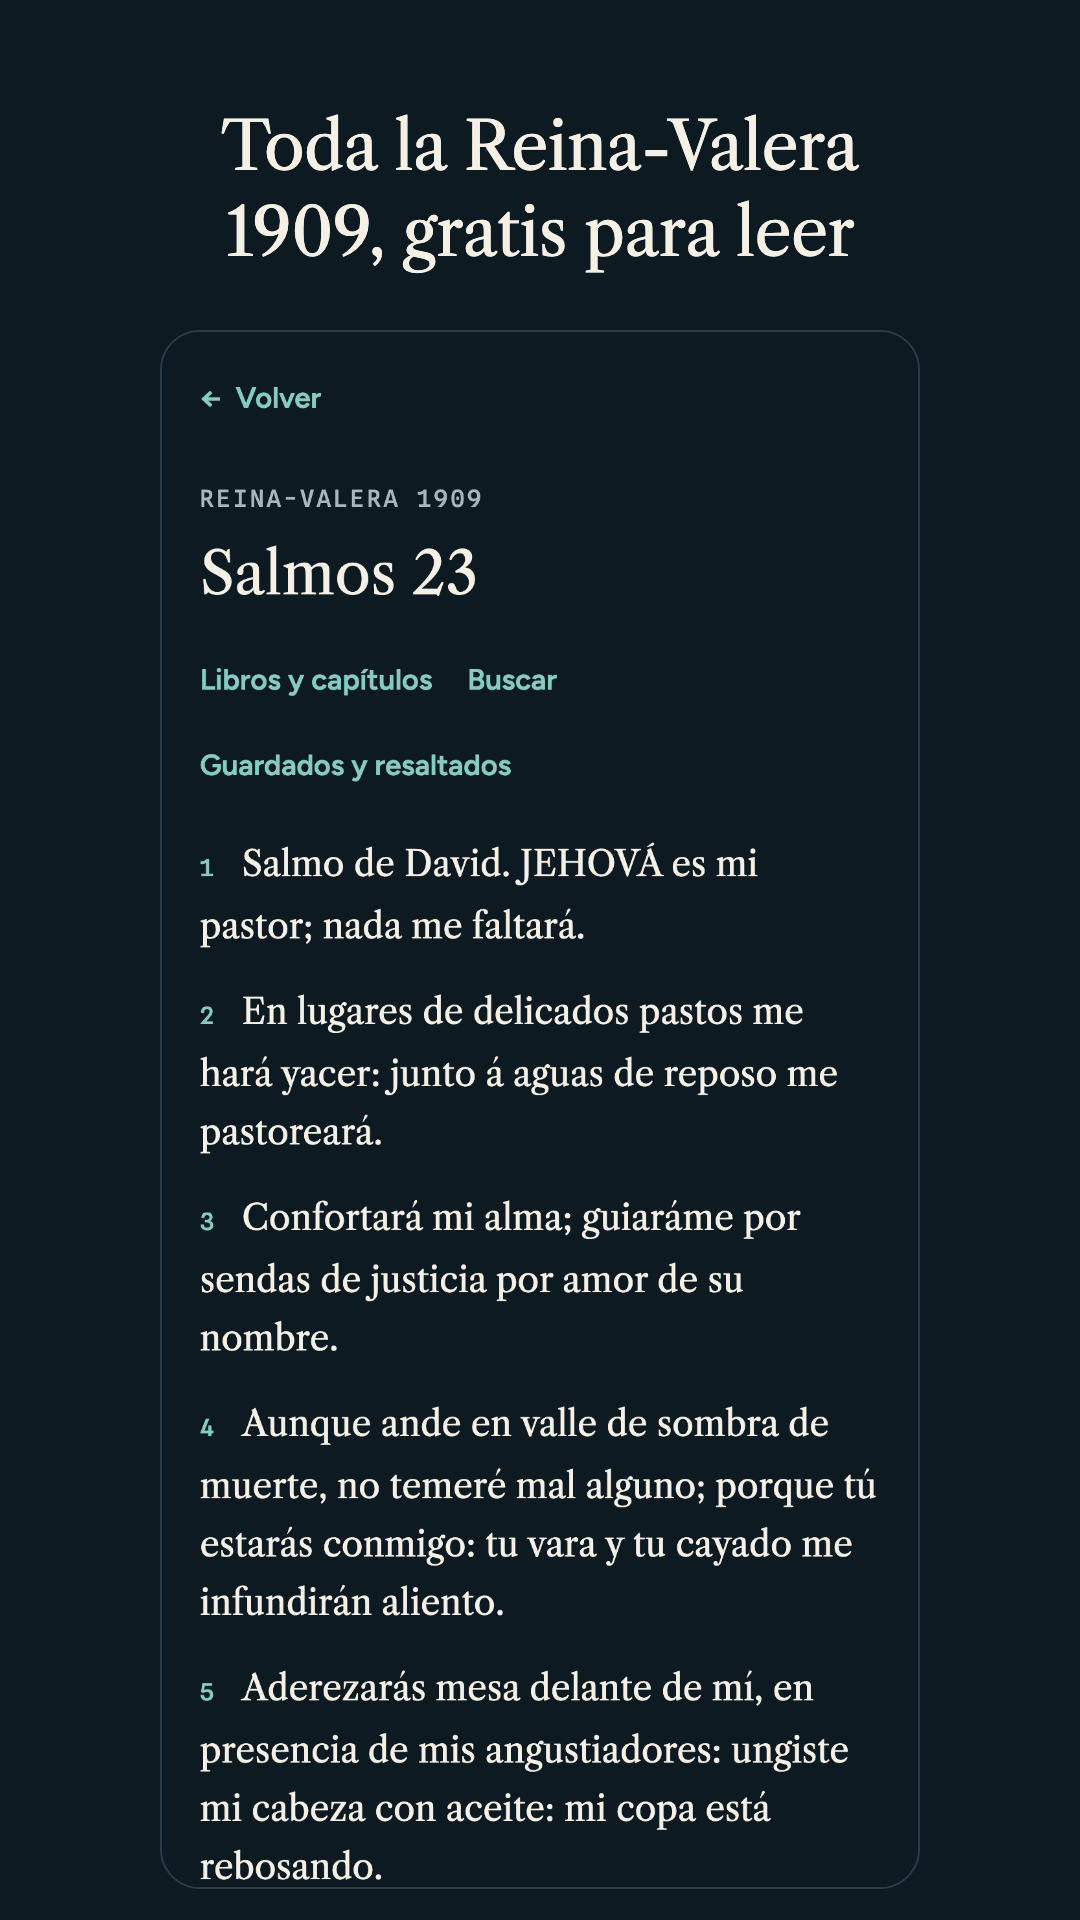 Toda la Reina-Valera
1909, gratis para leer
← Volver
REINA-VALERA 1909
Salmos 23
Libros y capítulos Buscar
Guardados y resaltados
1 Salmo de David. JEHOVÁ es mi
pastor; nada me faltará.
2 En lugares de delicados pastos me
hará yacer: junto á aguas de reposo me
pastoreará.
3 Confortará mi alma; guiaráme por
sendas de justicia por amor de su
nombre.
4 Aunque ande en valle de sombra de
muerte, no temeré mal alguno; porque tú
estarás conmigo: tu vara y tu cayado me
infundirán aliento.
5 Aderezarás mesa delante de mí, en
presencia de mis angustiadores: ungiste
mi cabeza con aceite: mi copa está
rebosando.